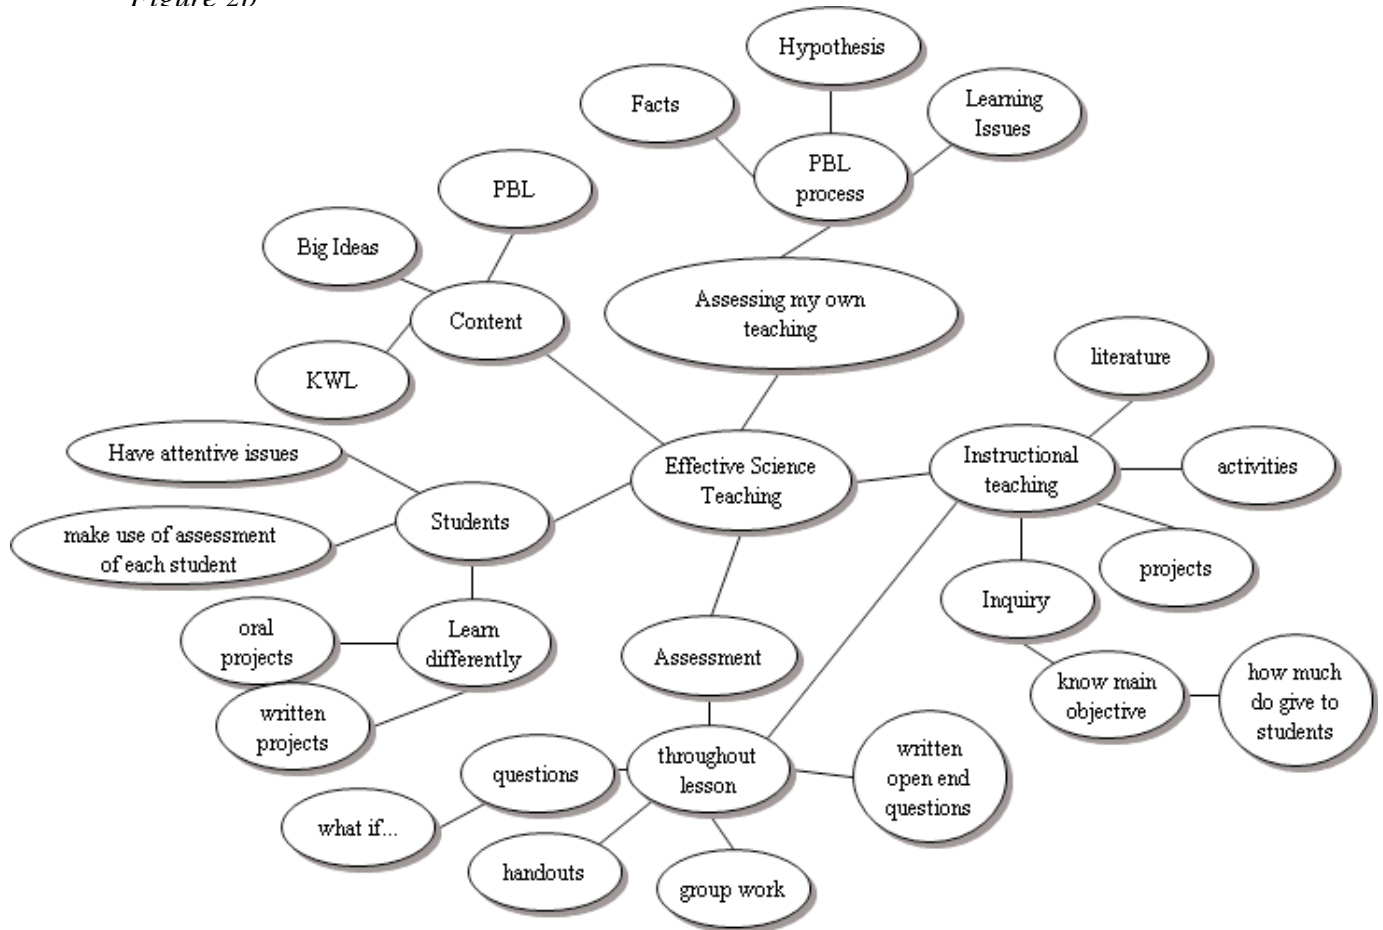 Figure 2b
Hypothesis
Facts
Learning
Issues
PBL
process
PBL
Big Ideas
Content
KWL
Assessing my own
teaching
literature
Have attentive issues
Effective Science
Teaching
Instructional
teaching
activities
Students
make use of assessment
of each student
projects
Inquiry
oral
projects
Learn
differently
Assessment
know main
objective
how much
do give to
students
written
projects
questions
throughout
lesson
written
open end
questions
what if...
handouts
group work